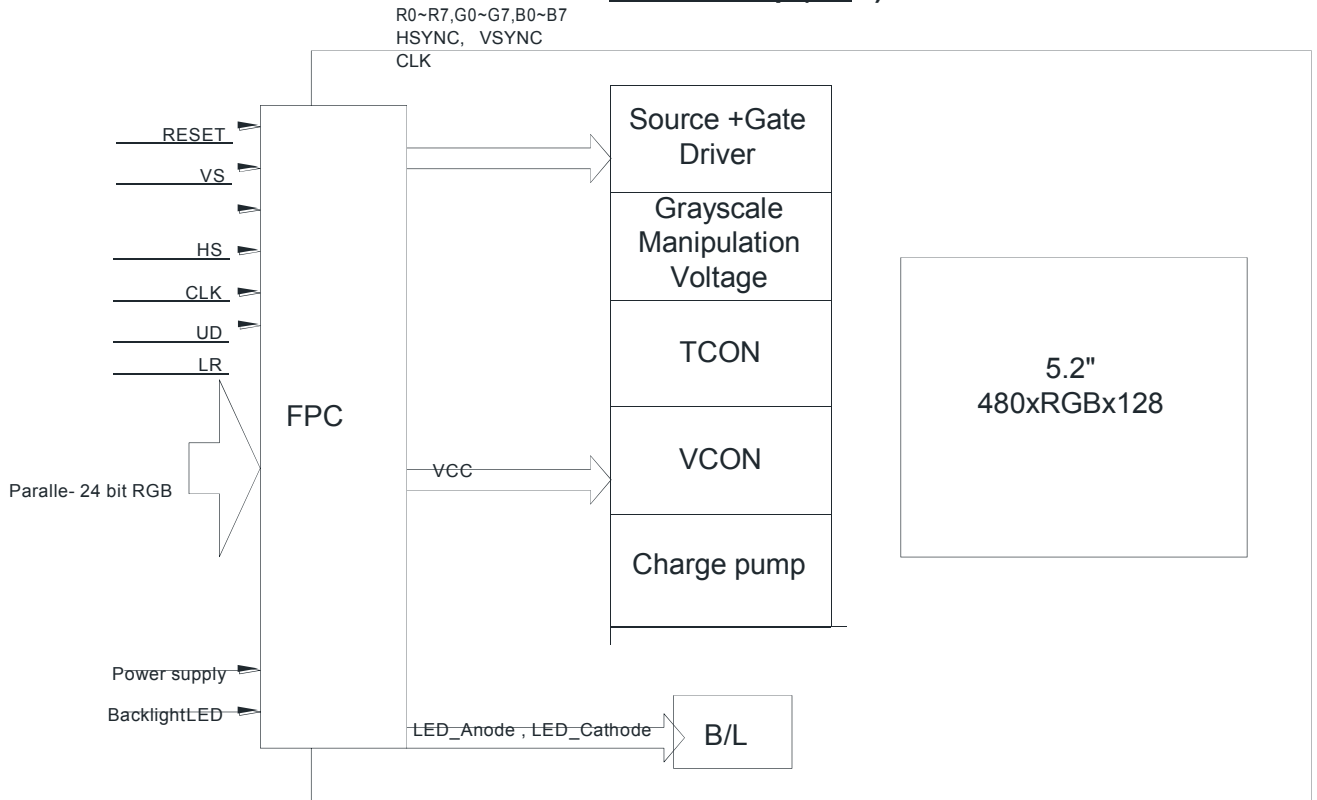 R0~R7,G0~G7,B0~B7
HSYNC, VSYNC
CLK
RESET
VS
HS
CLK
UD
LR
Paralle- 24 bit RGB
Power supply
BacklightLED
FPC
VCC
LED_Anode , LED_Cathode
Source +Gate
Driver
Grayscale
Manipulation
Voltage
TCON
VCON
Charge pump
B/L
5.2"
480xRGBx128